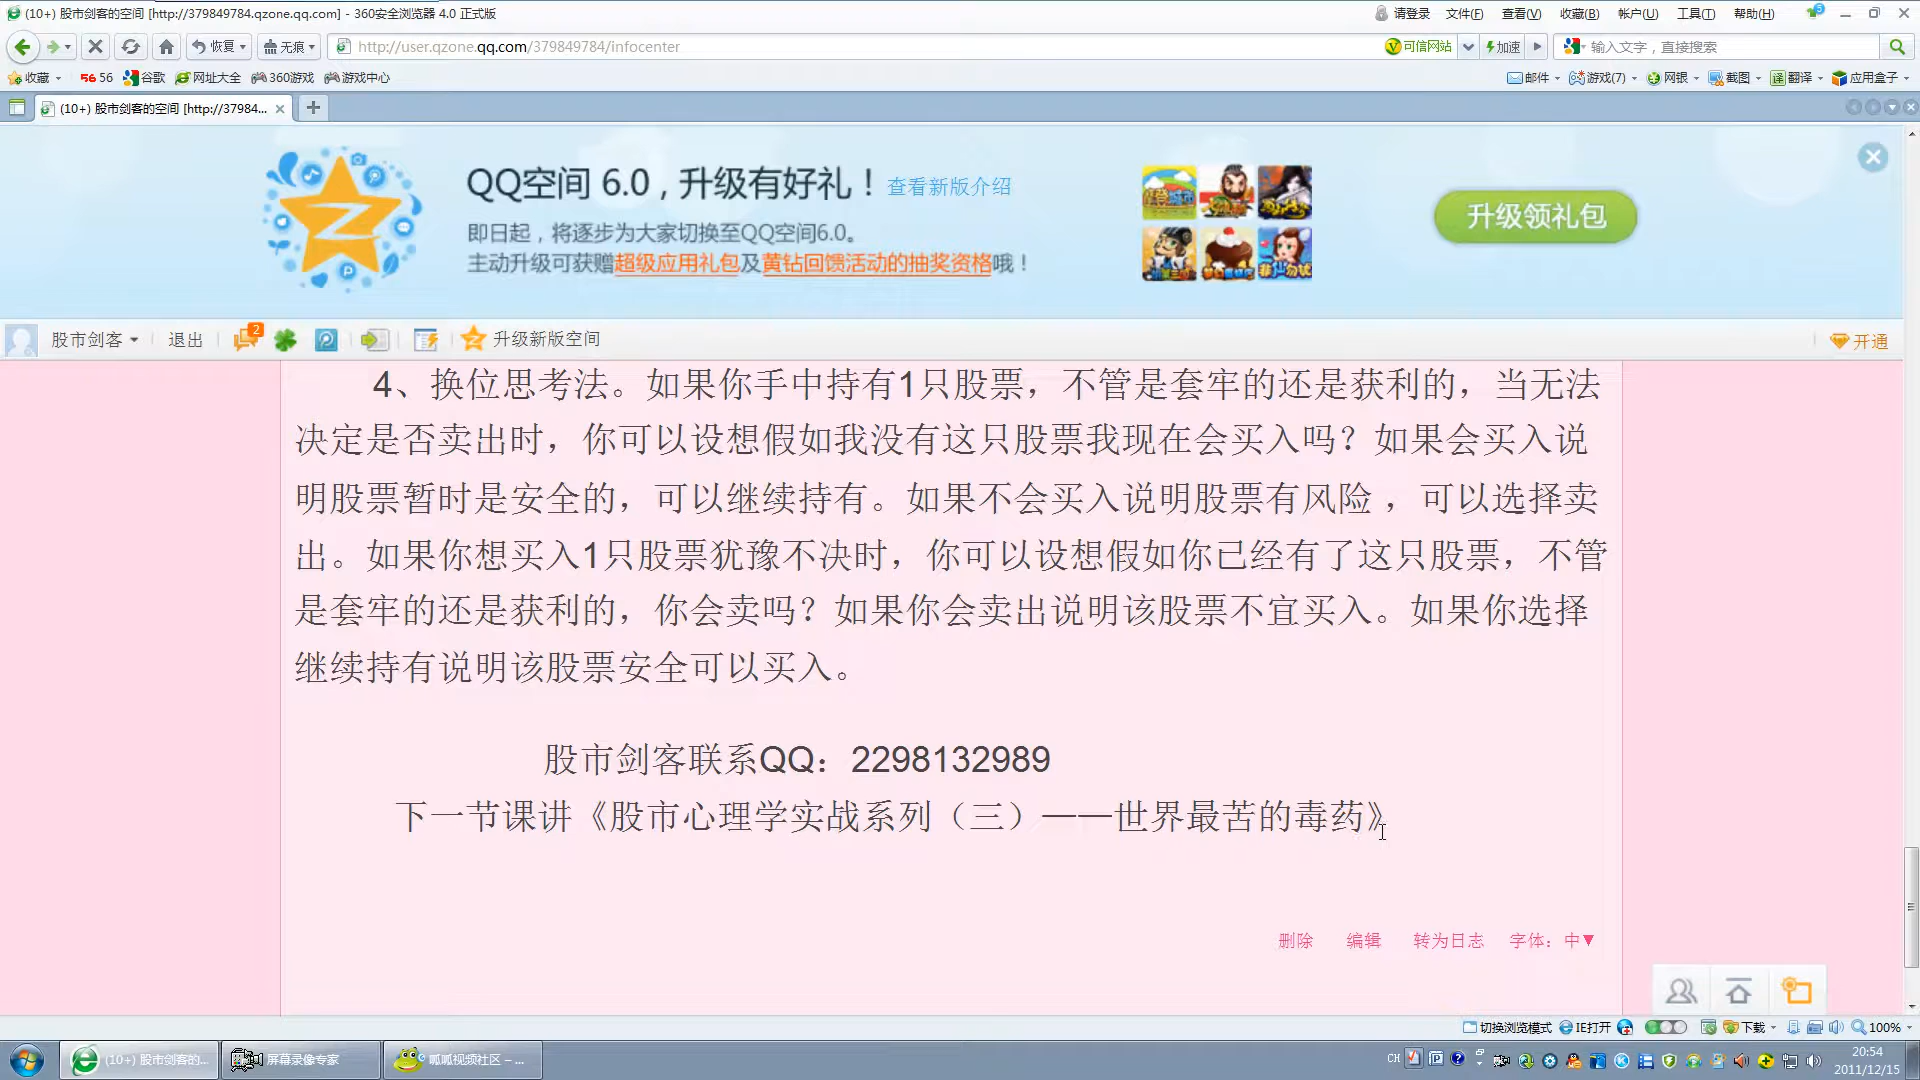 (10+) 股市剑客的空间 [http://379849784.qzone.qq.com] - 360安全浏览器 4.0 正式版
请登录 文件(F) 查看(V) 收藏(B) 帐户(U) 工具(T) 帮助(H) 5
恢复 无痕 http://user.qzone.qq.com/379849784/infocenter 可信网站 加速 输入文字，直接搜索
收藏 56 56 谷歌 网址大全 360游戏 游戏中心 邮件 游戏(7) 网银 截图 翻译 应用盒子
(10+) 股市剑客的空间 [http://37984...
QQ空间 6.0，升级有好礼！查看新版介绍
即日起，将逐步为大家切换至QQ空间6.0。
主动升级可获赠超级应用礼包及黄钻回馈活动的抽奖资格哦！
升级领礼包
股市剑客 退出 2 升级新版空间 开通
4、换位思考法。如果你手中持有1只股票，不管是套牢的还是获利的，当无法
决定是否卖出时，你可以设想假如我没有这只股票我现在会买入吗？如果会买入说
明股票暂时是安全的，可以继续持有。如果不会买入说明股票有风险 ，可以选择卖
出。如果你想买入1只股票犹豫不决时，你可以设想假如你已经有了这只股票，不管
是套牢的还是获利的，你会卖吗？如果你会卖出说明该股票不宜买入。如果你选择
继续持有说明该股票安全可以买入。
股市剑客联系QQ：2298132989
下一节课讲《股市心理学实战系列（三）——世界最苦的毒药》
删除 编辑 转为日志 字体：中▼
切换浏览模式 IE打开 下载 100%
(10+) 股市剑客的... 屏幕录像专家 呱呱视频社区 – ... CH 20:54
2011/12/15